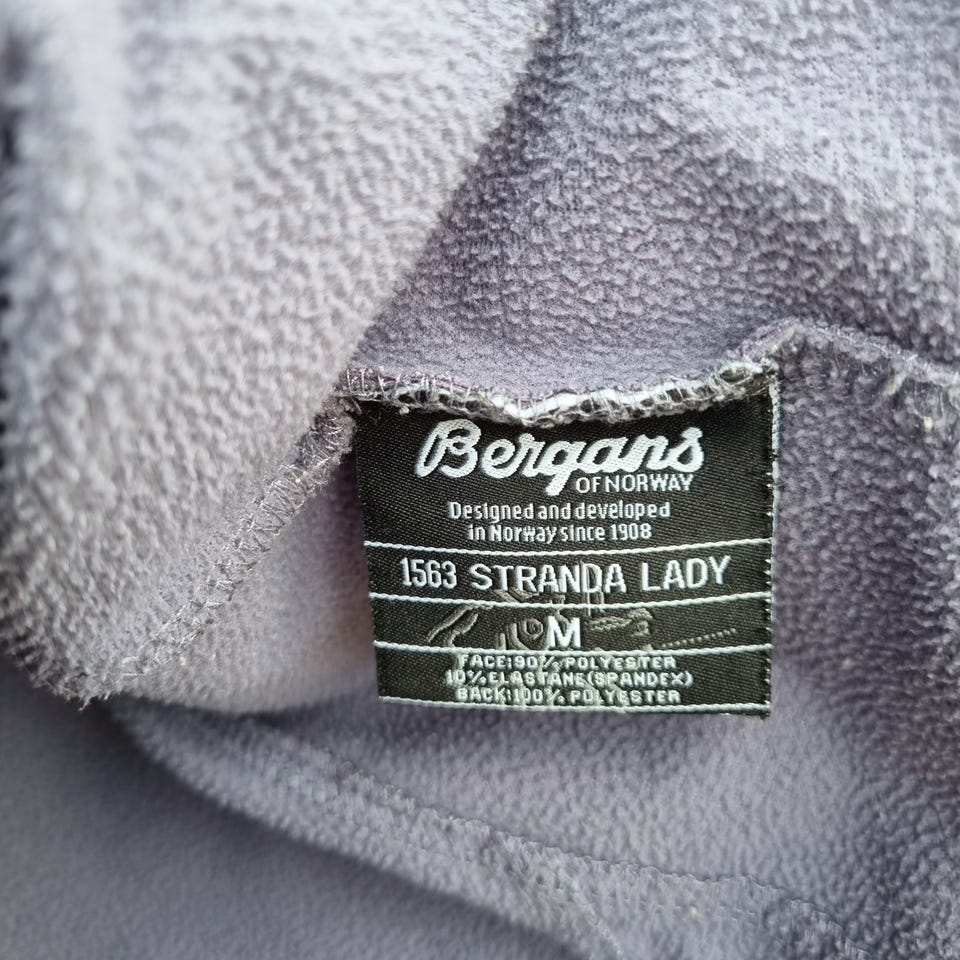 Bergans
OF NORWAY
Designed and developed
in Norway since 1908
1563 STRANDA LADY
M
FACE:90% POLYESTER
10% ELASTANE(SPANDEX)
BACK:100% POLYESTER